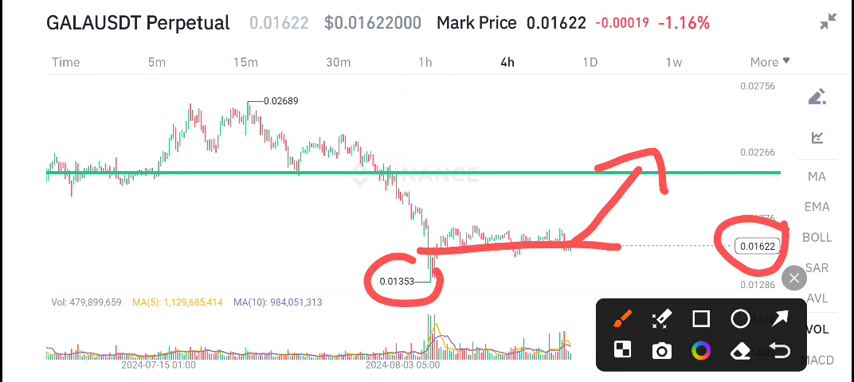 GALAUSDT Perpetual 0.01622 $0.01622000 Mark Price 0.01622 -0.00019 -1.16%
Time 5m 15m 30m 1h 4h 1D 1w More
0.02756
0.02689
0.02266
BINANCE
MA
EMA
0.01622
BOLL
SAR
0.01353
0.01286
AVL
Vol: 479,899,659 MA(5): 1,129,685,414 MA(10): 984,051,313
VOL
MACD
2024-07-15 01:00 2024-08-03 05:00